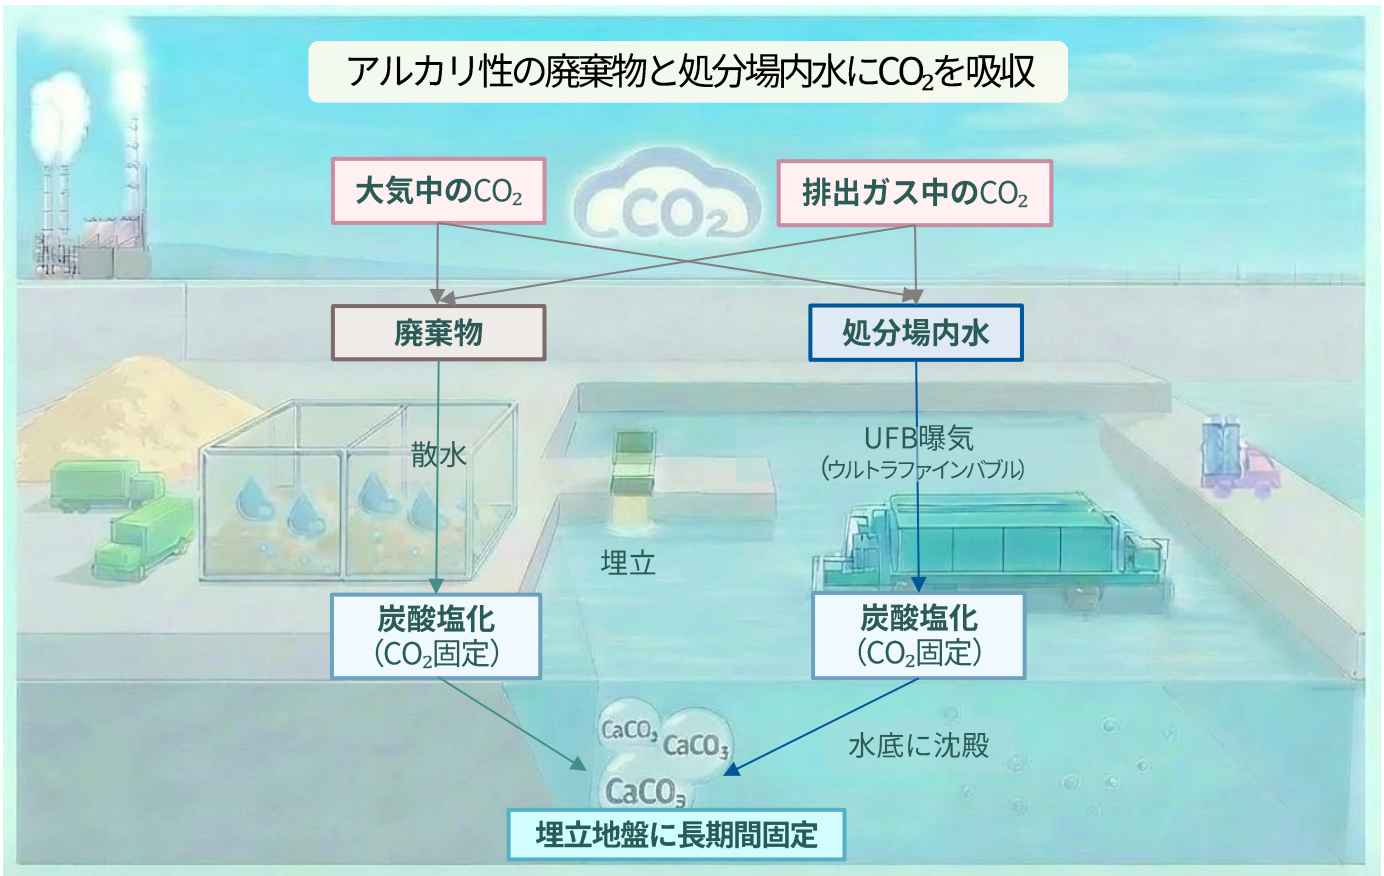 アルカリ性の廃棄物と処分場内水にCO₂を吸収
CO₂
大気中のCO₂
排出ガス中のCO₂
廃棄物
処分場内水
散水
UFB曝気
(ウルトラファインバブル)
埋立
炭酸塩化
（CO₂固定）
炭酸塩化
（CO₂固定）
CaCO₃
CaCO₃
CaCO₃
水底に沈殿
埋立地盤に長期間固定